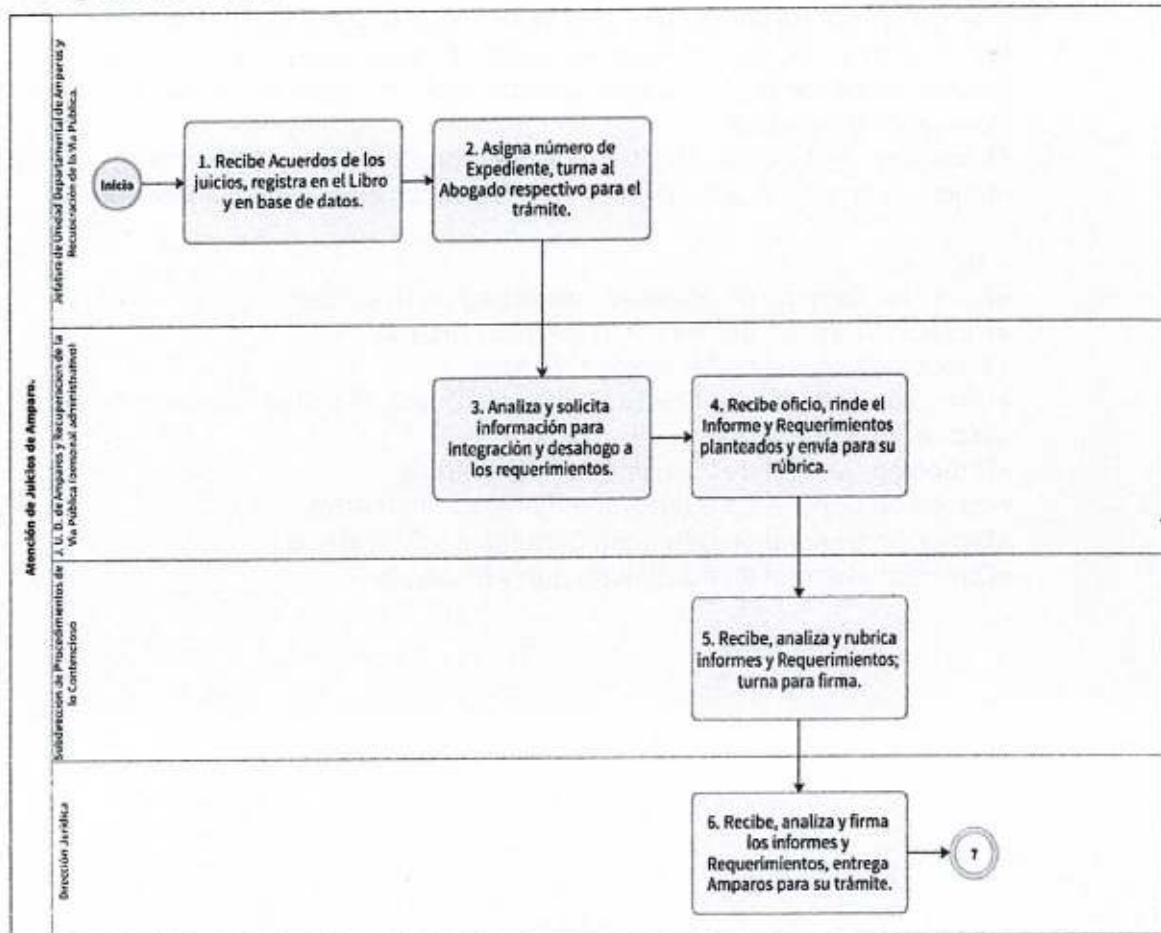 Atención de Juicios de Amparo.
Jefatura de Unidad Departamental de Amparos y
Recuperación de la Vía Pública.
Inicio
1. Recibe Acuerdos de los
juicios, registra en el Libro
y en base de datos.
2. Asigna número de
Expediente, turna al
Abogado respectivo para el
trámite.
J. U. D. de Amparos y Recuperación de la
Vía Pública (personal administrativo)
3. Analiza y solicita
información para
integración y desahogo a
los requerimientos.
4. Recibe oficio, rinde el
Informe y Requerimientos
planteados y envía para su
rúbrica.
Subdirección de Procedimientos de
lo Contencioso
5. Recibe, analiza y rubrica
informes y Requerimientos;
turna para firma.
Dirección Jurídica
6. Recibe, analiza y firma
los informes y
Requerimientos, entrega
Amparos para su trámite.
7